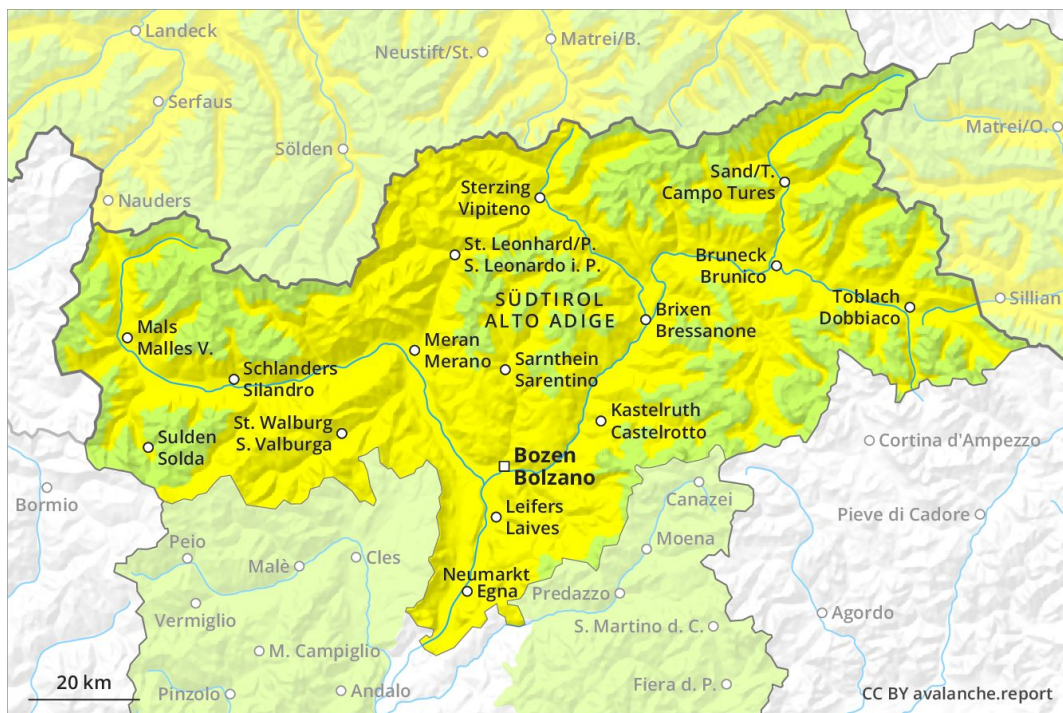 Landeck
Neustift/St.
Matrei/B.
Serfaus
Matrei/O.
Sölden
Sand/T.
Campo Tures
Sterzing
Vipiteno
Nauders
St. Leonhard/P.
S. Leonardo i. P.
Bruneck
Brunico
SÜDTIROL
ALTO ADIGE
Sillian
Toblach
Dobbiaco
Brixen
Bressanone
Mals
Malles V.
Meran
Merano
Schlanders
Silandro
Sarnthein
Sarentino
Kastelruth
Castelrotto
St. Walburg
S. Valburga
Sulden
Solda
Cortina d'Ampezzo
Bozen
Bolzano
Bormio
Canazei
Leifers
Laives
Pieve di Cadore
Moena
Peio
Malè
Cles
Neumarkt
Egna
Predazzo
Vermiglio
Agordo
S. Martino d. C.
M. Campiglio
20 km
Pinzolo
Andalo
Fiera d. P.
CC BY avalanche.report